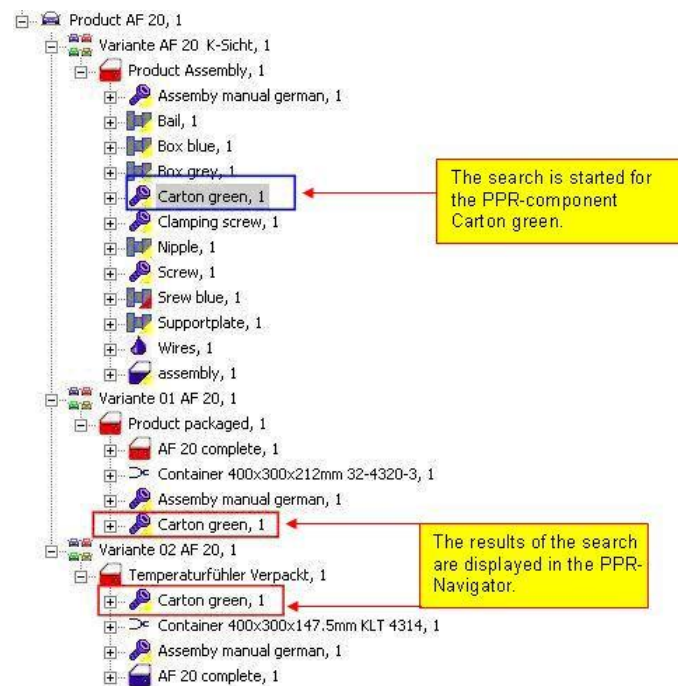 Product AF 20, 1
Variante AF 20 K-Sicht, 1
Product Assembly, 1
Assemby manual german, 1
Bail, 1
Box blue, 1
Box grey, 1
Carton green, 1
Clamping screw, 1
Nipple, 1
Screw, 1
Srew blue, 1
Supportplate, 1
Wires, 1
assembly, 1
Variante 01 AF 20, 1
Product packaged, 1
AF 20 complete, 1
Container 400x300x212mm 32-4320-3, 1
Assemby manual german, 1
Carton green, 1
Variante 02 AF 20, 1
Temperaturfühler Verpackt, 1
Carton green, 1
Container 400x300x147.5mm KLT 4314, 1
Assemby manual german, 1
AF 20 complete, 1
The search is started for
the PPR-component
Carton green.
The results of the search
are displayed in the PPR-
Navigator.